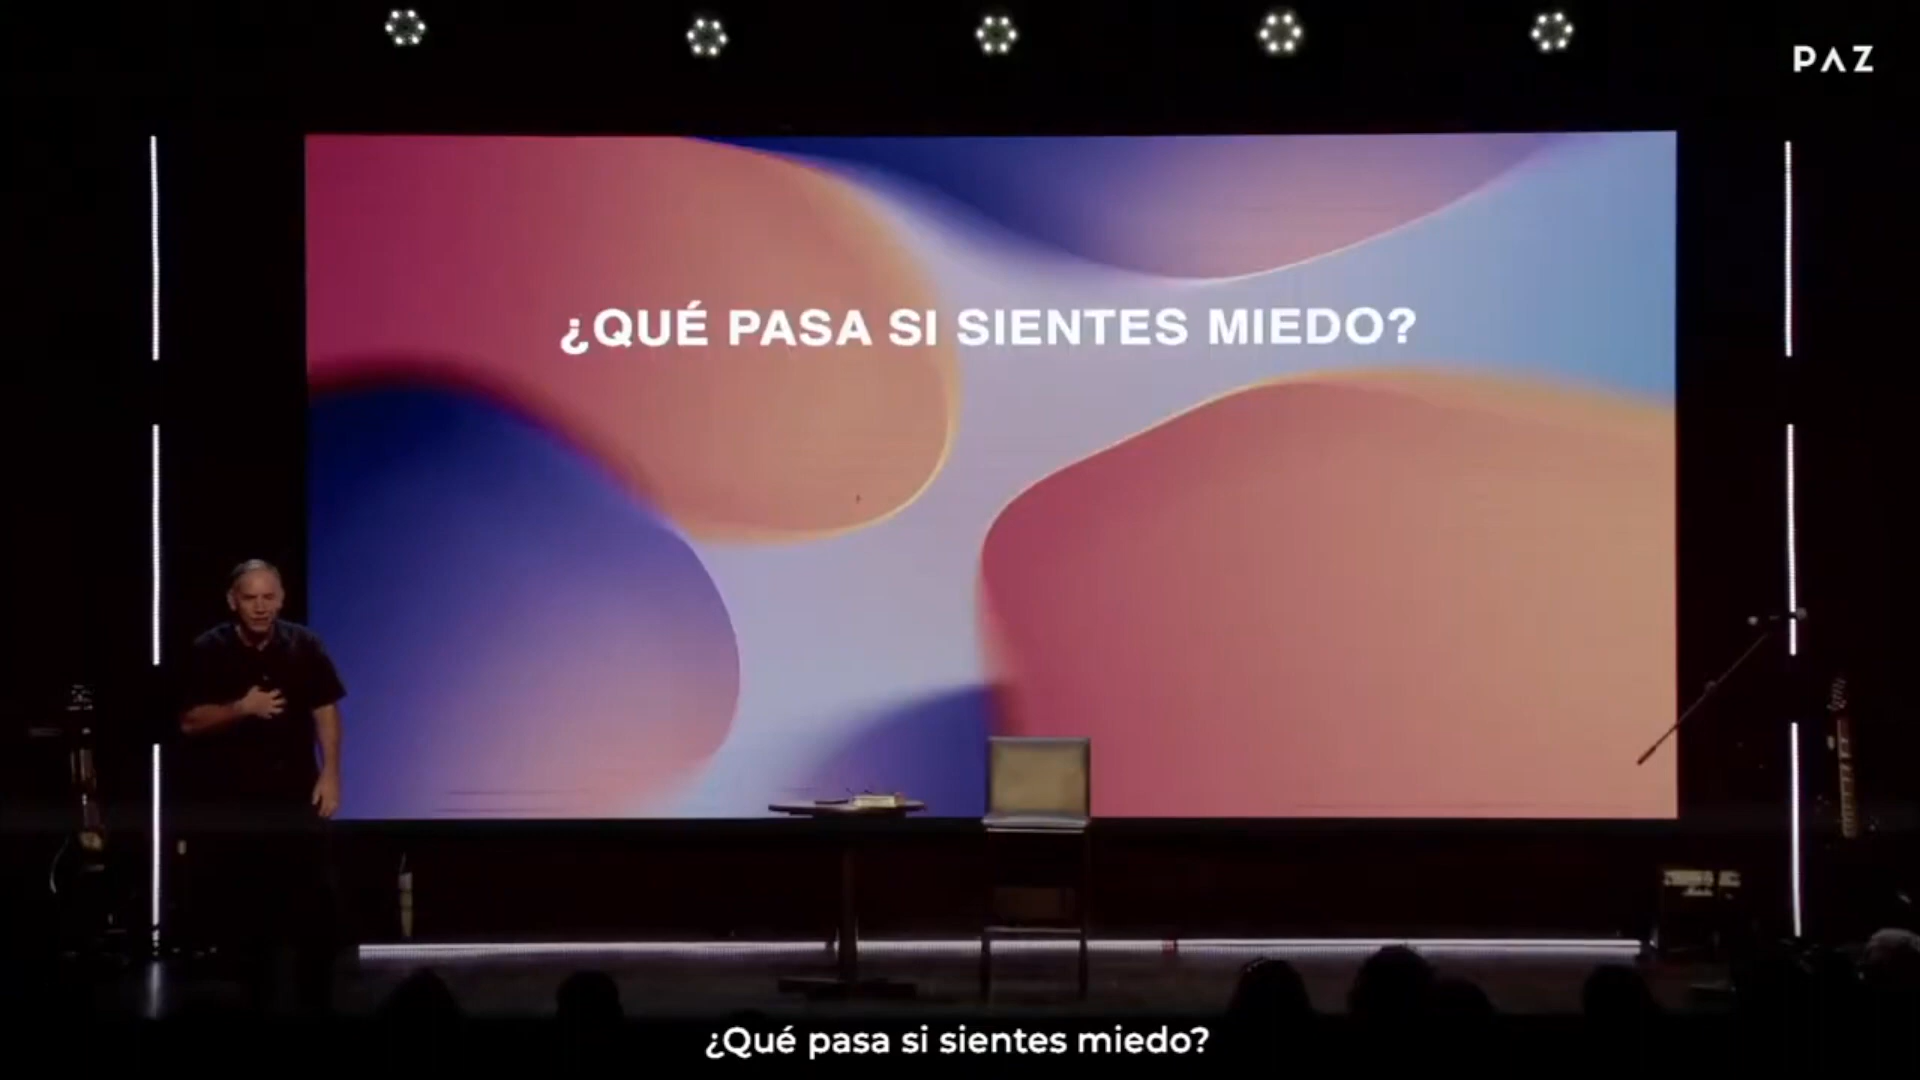 PAZ
¿QUÉ PASA SI SIENTES MIEDO?
¿Qué pasa si sientes miedo?